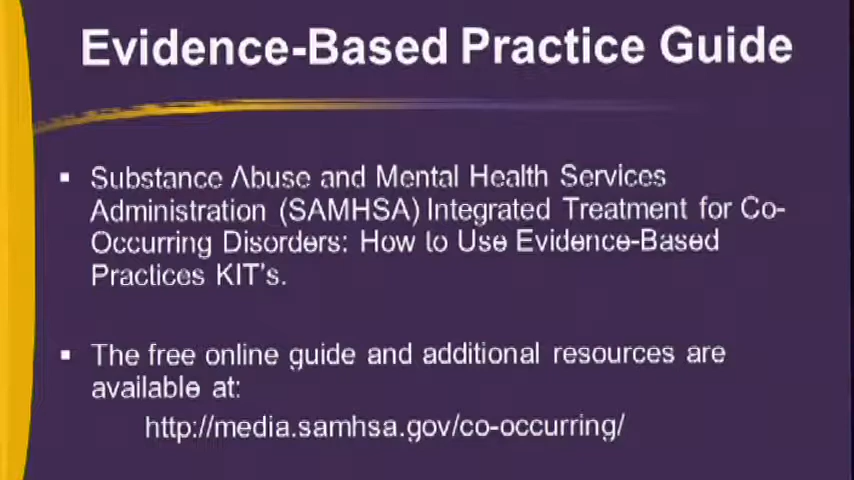 Evidence-Based Practice Guide
▪ Substance Abuse and Mental Health Services
Administration (SAMHSA) Integrated Treatment for Co-
Occurring Disorders: How to Use Evidence-Based
Practices KIT's.
▪ The free online guide and additional resources are
available at:
http://media.samhsa.gov/co-occurring/